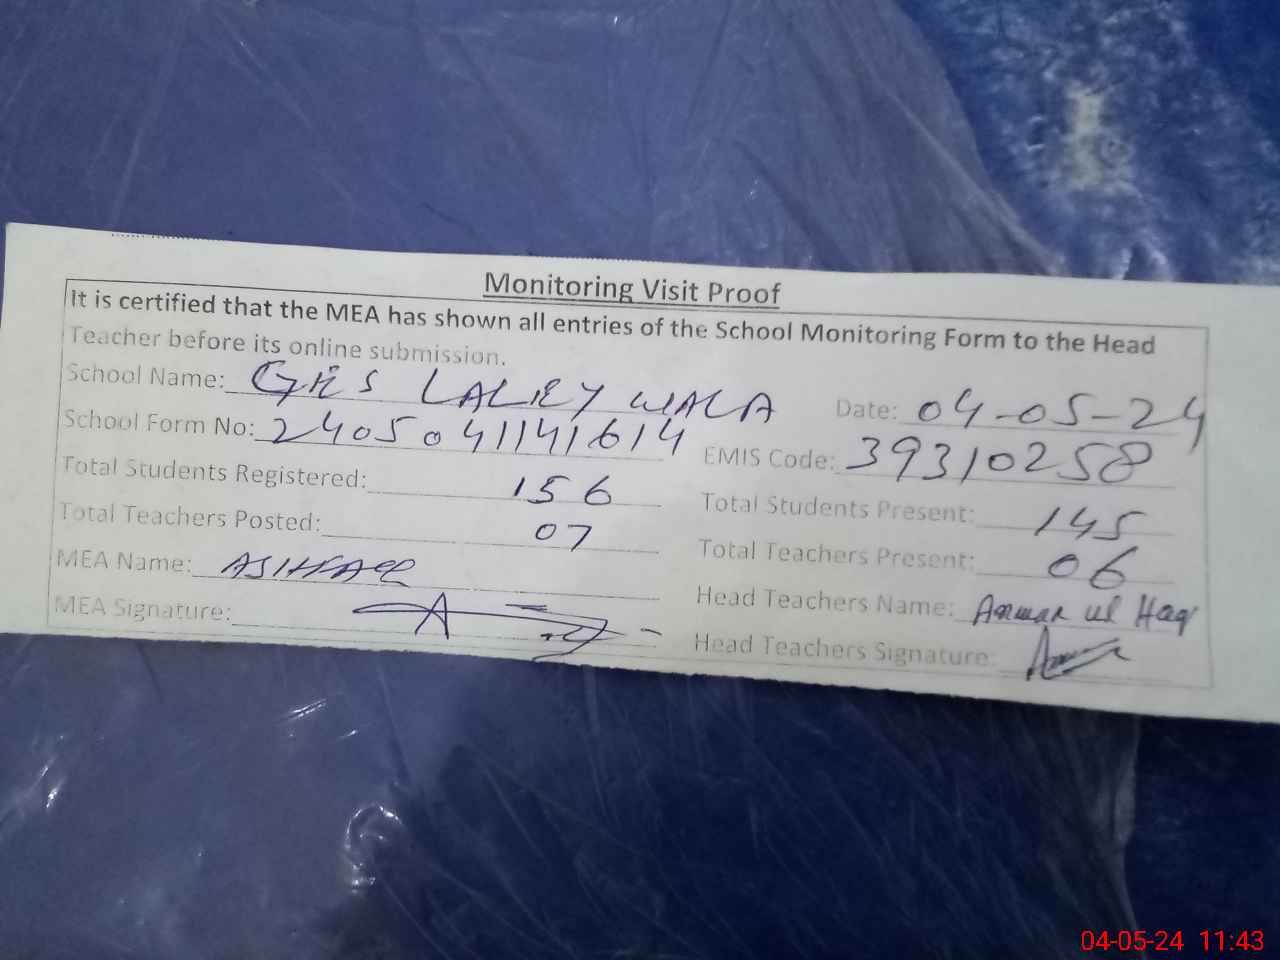 Monitoring Visit Proof
It is certified that the MEA has shown all entries of the School Monitoring Form to the Head
Teacher before its online submission.
School Name: GES LALEY WALA Date: 04-05-24
School Form No: 2405041141614 EMIS Code: 39310258
Total Students Registered: 156 Total Students Present: 145
Total Teachers Posted: 07 Total Teachers Present: 06
MEA Name: ASHFAQ Head Teachers Name: Anwar ul Haq
MEA Signature: Head Teachers Signature:
04-05-24 11:43